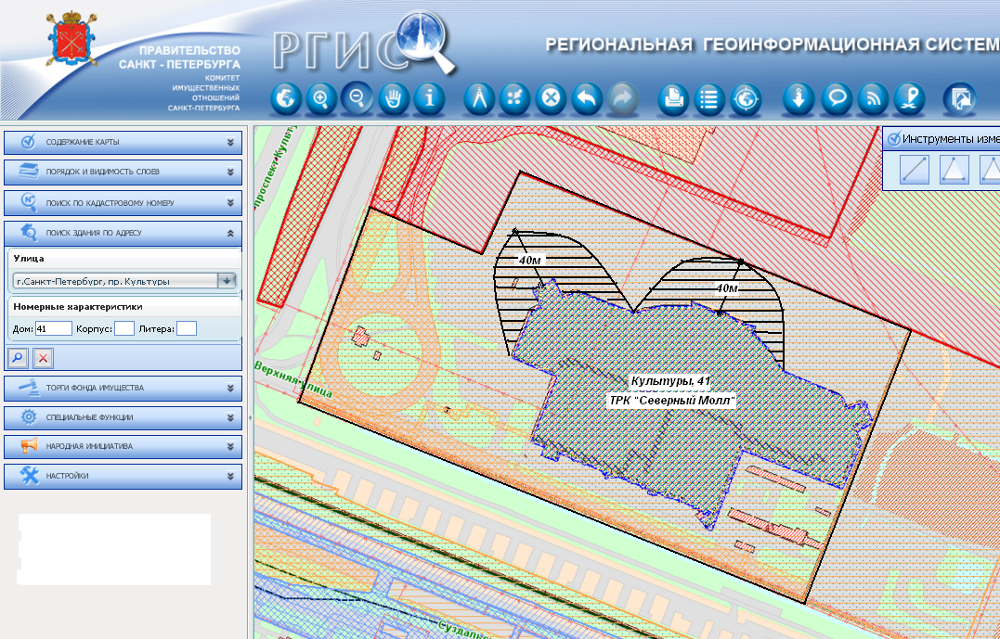 ПРАВИТЕЛЬСТВО
САНКТ - ПЕТЕРБУРГА
КОМИТЕТ
ИМУЩЕСТВЕННЫХ
ОТНОШЕНИЙ
САНКТ-ПЕТЕРБУРГА
РГИС
РЕГИОНАЛЬНАЯ ГЕОИНФОРМАЦИОННАЯ СИСТЕМ
СОДЕРЖАНИЕ КАРТЫ
ПОРЯДОК И ВИДИМОСТЬ СЛОЕВ
ПОИСК ПО КАДАСТРОВОМУ НОМЕРУ
ПОИСК ЗДАНИЯ ПО АДРЕСУ
Улица
г.Санкт-Петербург, пр. Культуры
Номерные характеристики
Дом: 41 Корпус: Литера:
ТОРГИ ФОНДА ИМУЩЕСТВА
СПЕЦИАЛЬНЫЕ ФУНКЦИИ
НАРОДНАЯ ИНИЦИАТИВА
НАСТРОЙКИ
Инструменты изме
проспект Культ
40м
40м
Культуры, 41
ТРК "Северный Молл"
Верхняя улица
Суздаль